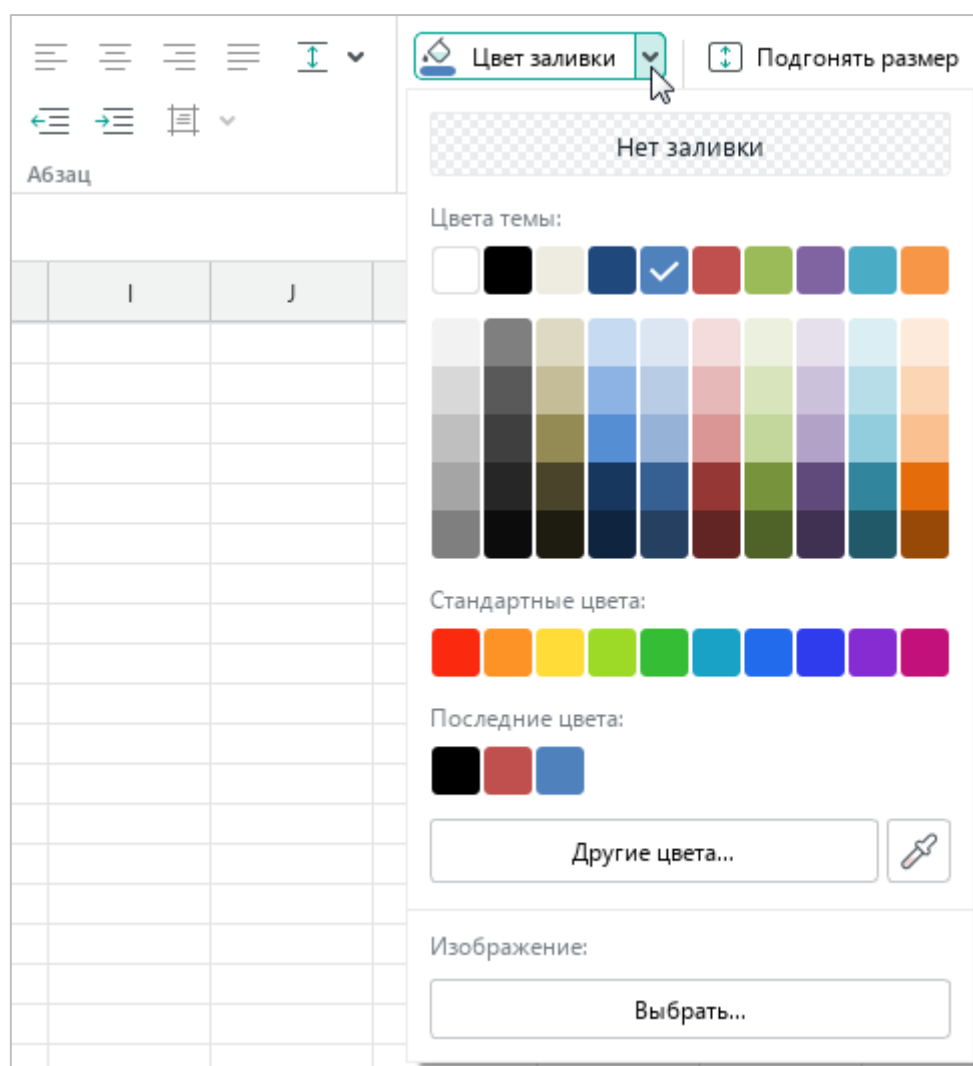 Цвет заливки
Подгонять размер
Абзац
Нет заливки
Цвета темы:
I J
Стандартные цвета:
Последние цвета:
Другие цвета...
Изображение:
Выбрать...